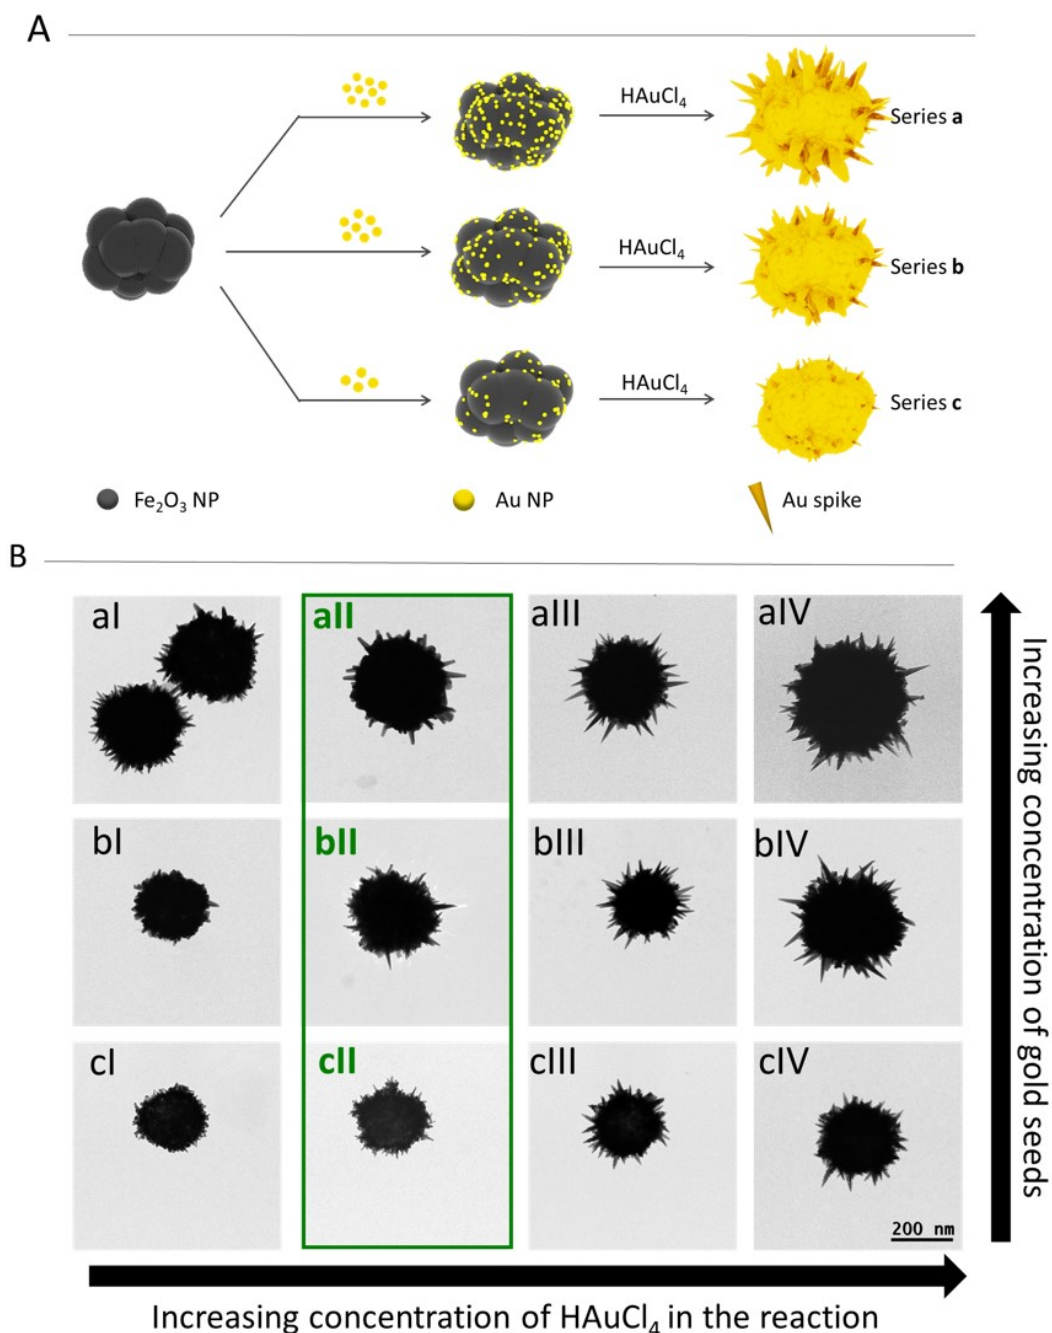 A
HAuCl₄
Series a
HAuCl₄
Series b
HAuCl₄
Series c
Fe₂O₃ NP
Au NP
Au spike
B
aI
aII
aIII
aIV
bI
bII
bIII
bIV
cI
cII
cIII
cIV
200 nm
Increasing concentration of gold seeds
Increasing concentration of HAuCl₄ in the reaction